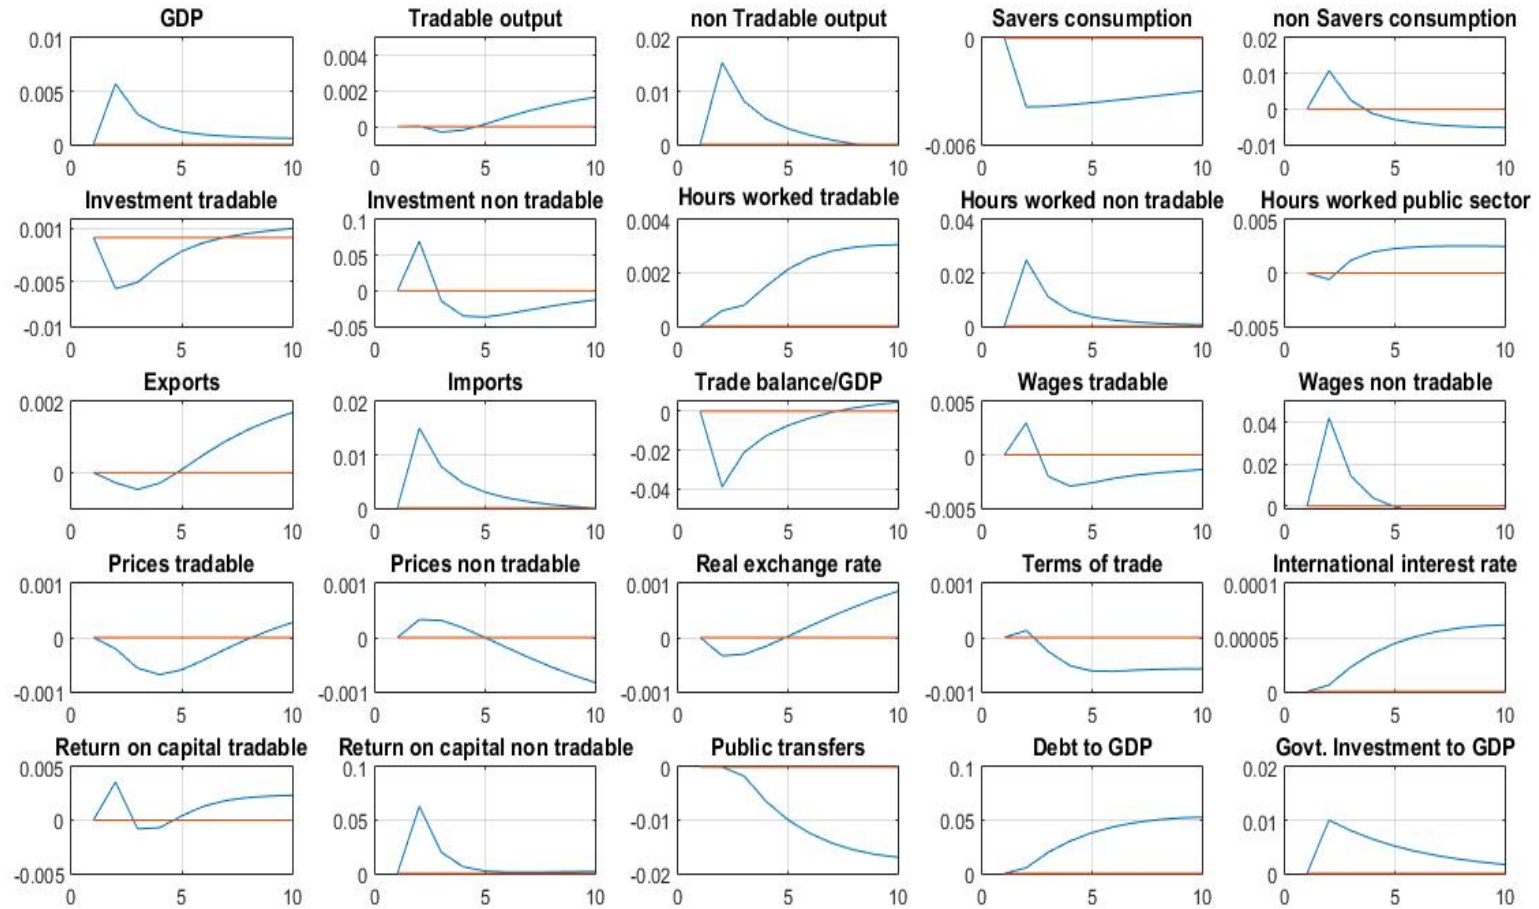 GDP
Tradable output
non Tradable output
Savers consumption
non Savers consumption
0.01
0.005
0
0 5 10
0.004
0.002
0
0 5 10
0.02
0.01
0
0 5 10
0
-0.006
0 5 10
0.02
0.01
0
-0.01
0 5 10
Investment tradable
Investment non tradable
Hours worked tradable
Hours worked non tradable
Hours worked public sector
0.001
-0.005
-0.01
0 5 10
0.1
0.05
0
-0.05
0 5 10
0.004
0.002
0
0 5 10
0.04
0.02
0
0 5 10
0.005
0
-0.005
0 5 10
Exports
Imports
Trade balance/GDP
Wages tradable
Wages non tradable
0.002
0
0 5 10
0.02
0.01
0
0 5 10
0
-0.02
-0.04
0 5 10
0.005
0
-0.005
0 5 10
0.04
0.02
0
0 5 10
Prices tradable
Prices non tradable
Real exchange rate
Terms of trade
International interest rate
0.001
0
-0.001
0 5 10
0.001
0
-0.001
0 5 10
0.001
0
-0.001
0 5 10
0.001
0
-0.001
0 5 10
0.0001
0.00005
0
0 5 10
Return on capital tradable
Return on capital non tradable
Public transfers
Debt to GDP
Govt. Investment to GDP
0.005
0
-0.005
0 5 10
0.1
0.05
0
0 5 10
0
-0.01
-0.02
0 5 10
0.1
0.05
0
0 5 10
0.02
0.01
0
0 5 10